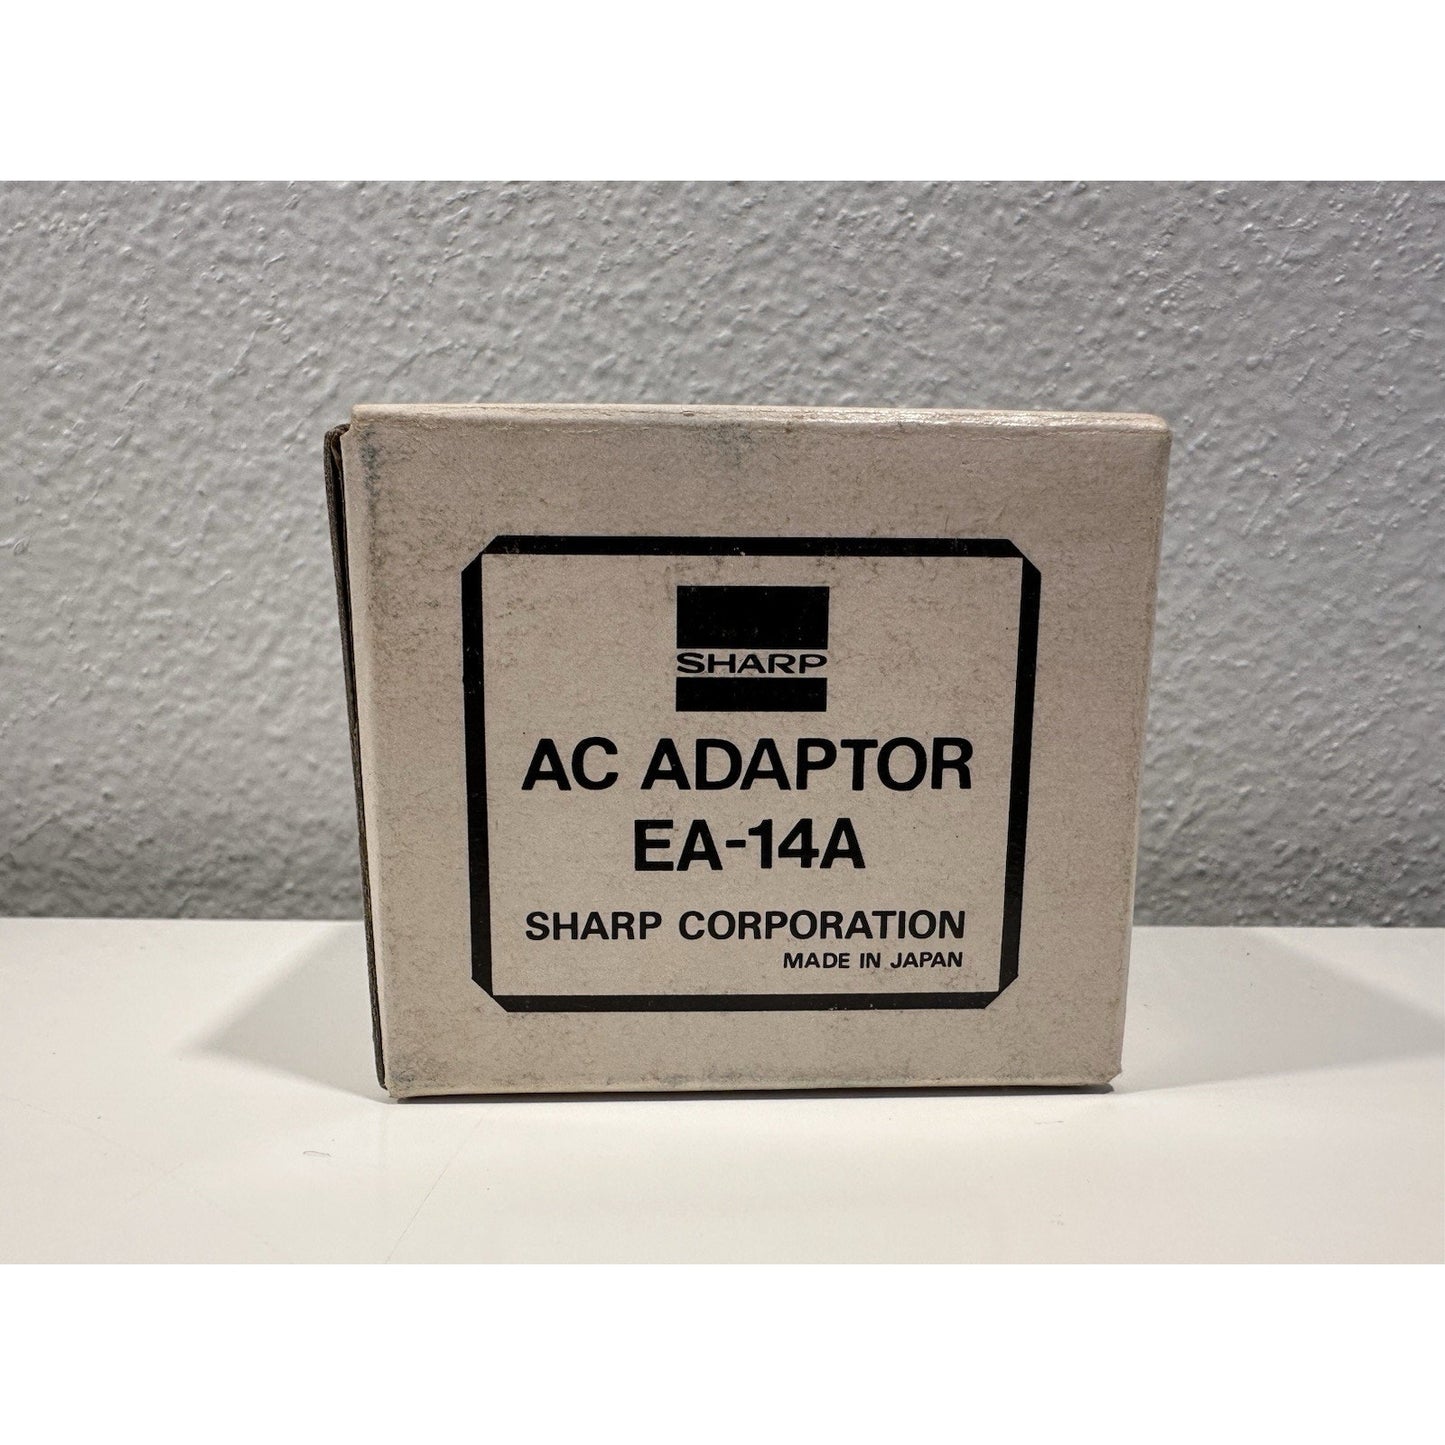 SHARP
AC ADAPTOR
EA-14A
SHARP CORPORATION
MADE IN JAPAN